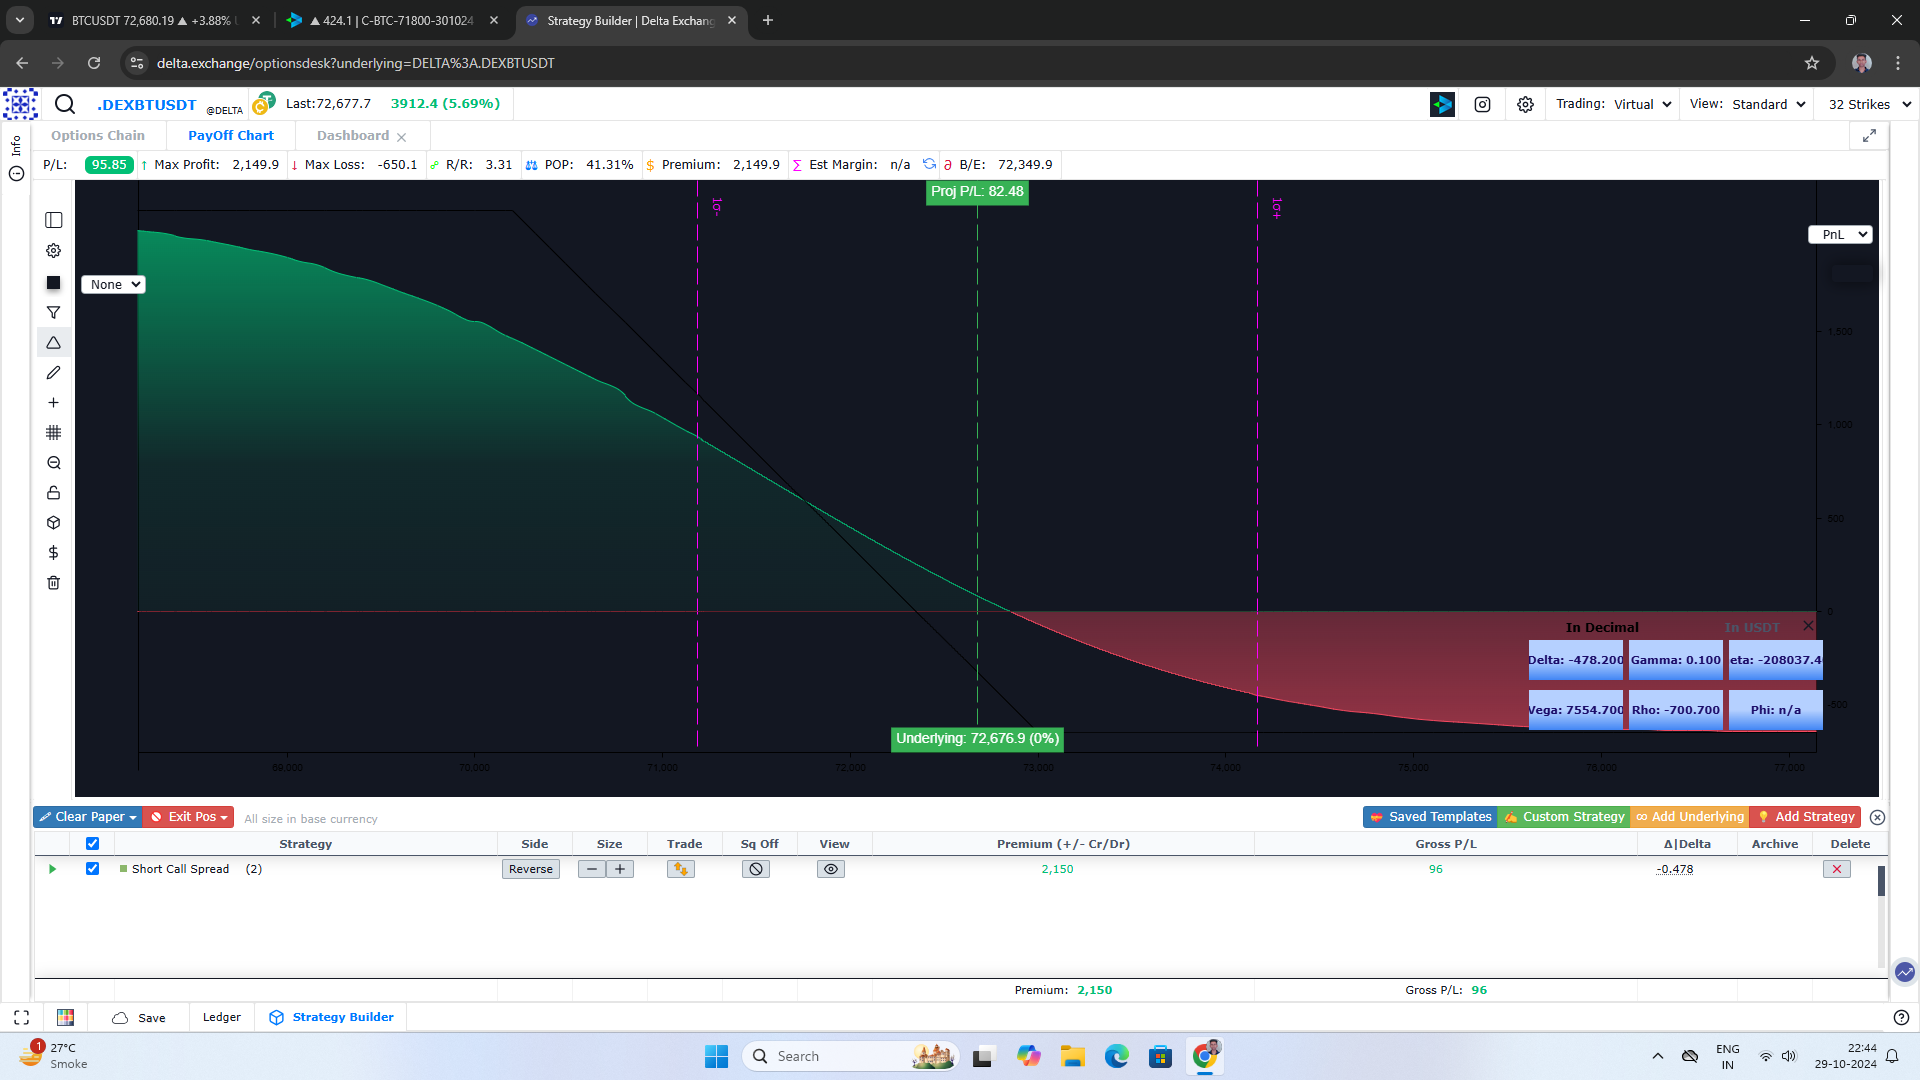 BTCUSDT 72,680.19 ▲ +3.88%
▲ 424.1 | C-BTC-71800-301024
Strategy Builder | Delta Exchang
delta.exchange/optionsdesk?underlying=DELTA%3A.DEXBTUSDT
.DEXBTUSDT @DELTA Last:72,677.7 3912.4 (5.69%)
Trading: Virtual View: Standard 32 Strikes
Info
Options Chain PayOff Chart Dashboard
P/L: 95.85 ↑ Max Profit: 2,149.9 ↓ Max Loss: -650.1 R/R: 3.31 POP: 41.31% $ Premium: 2,149.9 Σ Est Margin: n/a ∂ B/E: 72,349.9
Proj P/L: 82.48
1σ-
1σ+
PnL
None
1,500
1,000
500
0
-500
In Decimal In USDT
Delta: -478.200 Gamma: 0.100 eta: -208037.4
Vega: 7554.700 Rho: -700.700 Phi: n/a
Underlying: 72,676.9 (0%)
69,000 70,000 71,000 72,000 73,000 74,000 75,000 76,000 77,000
Clear Paper Exit Pos All size in base currency
Saved Templates Custom Strategy ∞ Add Underlying Add Strategy
Strategy Side Size Trade Sq Off View Premium (+/- Cr/Dr) Gross P/L Δ|Delta Archive Delete
Short Call Spread (2) Reverse − + 2,150 96 -0.478
Premium: 2,150 Gross P/L: 96
Save Ledger Strategy Builder
1
27°C
Smoke
Search
ENG
IN
22:44
29-10-2024